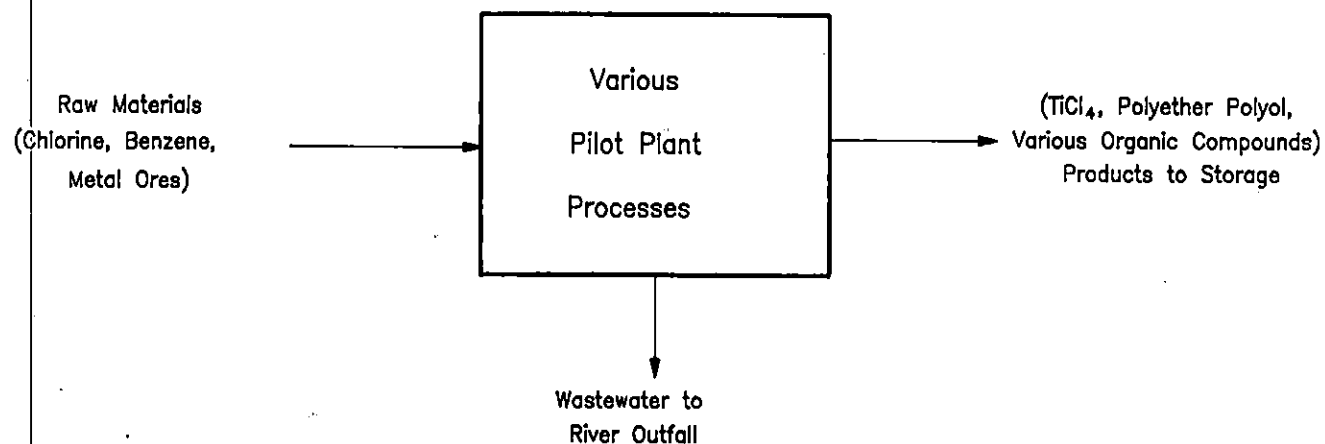 Raw Materials
(Chlorine, Benzene,
Metal Ores)
Various
Pilot Plant
Processes
(TiCl₄, Polyether Polyol,
Various Organic Compounds)
Products to Storage
Wastewater to
River Outfall